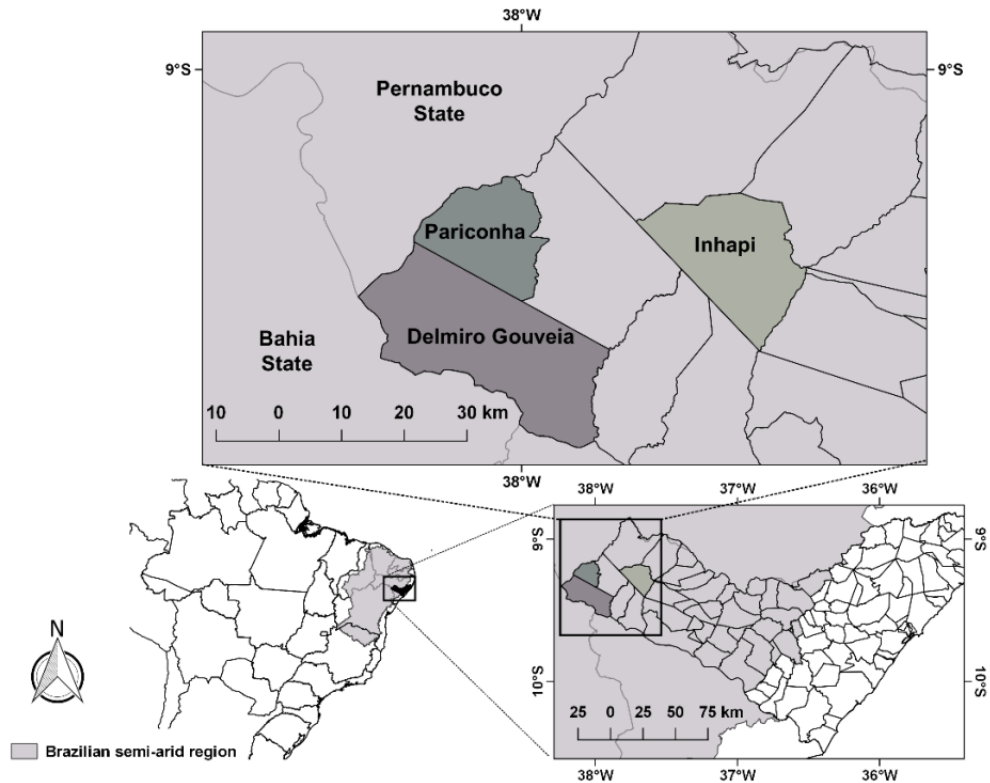 38°W
9°S
9°S
Pernambuco
State
Pariconha
Inhapi
Delmiro Gouveia
Bahia
State
10 0 10 20 30 km
38°W
38°W 37°W 36°W
9°S
9°S
10°S
10°S
25 0 25 50 75 km
38°W 37°W 36°W
N
Brazilian semi-arid region